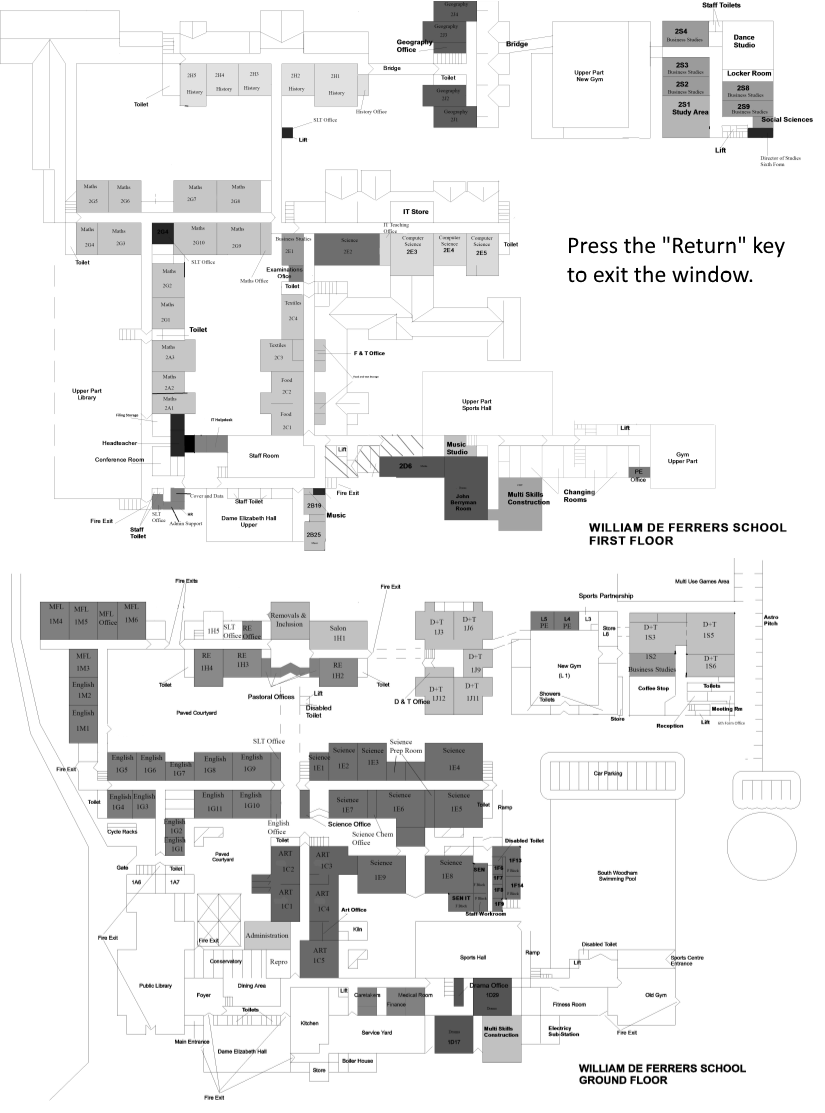 Geography
2J4
Geography
2J3
Geography
Office
Bridge
Toilet
Geography
2J2
Geography
2J1
Bridge
Upper Part
New Gym
Staff Toilets
2S4
Business Studies
Dance
Studio
2S3
Business Studies
2S2
Business Studies
2S1
Study Area
Locker Room
2S8
Business Studies
2S9
Business Studies
Social Sciences
Lift
Director of Studies
Sixth Form
2H5
History
2H4
History
2H3
History
2H2
History
2H1
History
Toilet
History Office
SLT Office
Lift
Maths
2G5
Maths
2G6
Maths
2G7
Maths
2G8
Maths
2G4
Maths
2G3
2G4
Maths
2G10
Maths
2G9
Toilet
SLT Office
Maths Office
Maths
2G2
Maths
2G1
Toilet
Maths
2A3
Maths
2A2
Maths
2A1
IT Store
IT Teaching
Office
Business Studies
2E1
Science
2E2
Computer
Science
2E3
Computer
Science
2E4
Computer
Science
2E5
Toilet
Examinations
Office
Toilet
Textiles
2C4
Textiles
2C3
F & T Office
Food
2C2
Food
2C1
Press the "Return" key
to exit the window.
Upper Part
Library
Filing Storage
IT Helpdesk
Headteacher
Conference Room
Staff Room
Upper Part
Sports Hall
Lift
Music
Studio
2D6
John
Berryman
Room
Multi Skills
Construction
Changing
Rooms
Lift
PE
Office
Gym
Upper Part
Cover and Data
SLT
Office
HR
Admin Support
Fire Exit
Staff
Toilet
Staff Toilet
Dame Elizabeth Hall
Upper
Fire Exit
2B19
Music
2B25
WILLIAM DE FERRERS SCHOOL
FIRST FLOOR
Fire Exits
MFL
1M4
MFL
1M5
MFL
Office
MFL
1M6
1H5
SLT
Office
RE
Office
Removals &
Inclusion
Salon
1H1
Fire Exit
MFL
1M3
English
1M2
English
1M1
RE
1H4
RE
1H3
RE
1H2
Toilet
Pastoral Offices
Lift
Disabled
Toilet
Toilet
Paved Courtyard
D+T
1J3
D+T
1J6
D+T
1J9
D+T
1J12
D+T
1J11
D & T Office
Sports Partnership
Multi Use Games Area
Astro
Pitch
L5
PE
L4
PE
L3
Store
L6
New Gym
(L1)
Showers
Toilets
Store
D+T
1S3
D+T
1S5
1S2
Business Studies
D+T
1S6
Coffee Stop
Toilets
Meeting Rm
6th Form Office
Reception
Lift
SLT Office
Fire Exit
English
1G5
English
1G6
English
1G7
English
1G8
English
1G9
Toilet
English
1G4
English
1G3
English
1G11
English
1G10
English
1G2
English
1G1
English
Office
Toilet
Cycle Racks
Paved
Courtyard
Gate
Toilet
1A6
1A7
Science
1E1
Science
1E2
Science
1E3
Science
Prep Room
Science
1E4
Science
1E7
Science
1E6
Science
1E5
Toilet
Ramp
Science Office
Science Chem
Office
ART
1C2
ART
1C3
ART
1C1
ART
1C4
ART
1C5
Art Office
Kiln
Science
1E9
Science
1E8
Disabled Toilet
SEN
SEN IT
1F6
1F7
1F8
1F9
1F13
1F14
Staff Workroom
Car Parking
South Woodham
Swimming Pool
Fire Exit
Fire Exit
Administration
Conservatory
Repro
Public Library
Foyer
Dining Area
Toilets
Main Entrance
Dame Elizabeth Hall
Kitchen
Lift
Caretakers
Medical Room
Finance
Service Yard
Boiler House
Store
Fire Exit
Sports Hall
Ramp
Drama Office
1D20
Drama
1D17
Multi Skills
Construction
Disabled Toilet
Lift
Sports Centre
Entrance
Fitness Room
Old Gym
Electricy
Sub-Station
Fire Exit
WILLIAM DE FERRERS SCHOOL
GROUND FLOOR